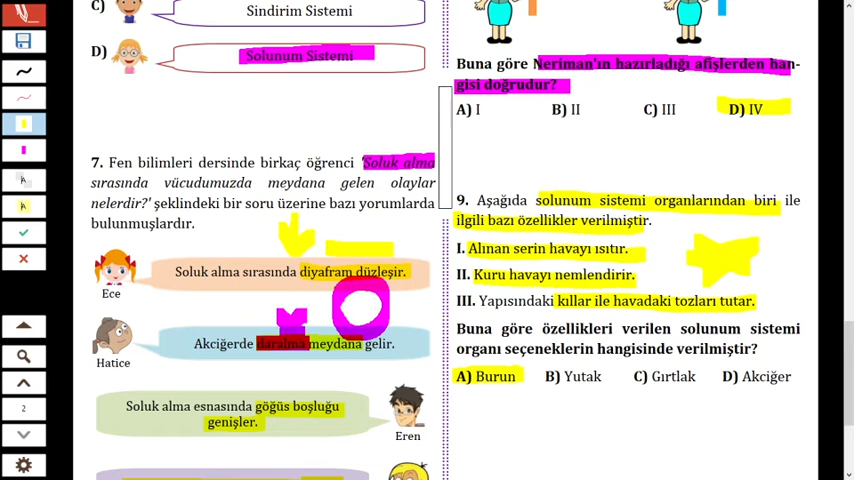 C)
Sindirim Sistemi
D)
Solunum Sistemi
7. Fen bilimleri dersinde birkaç öğrenci 'Soluk alma
sırasında vücudumuzda meydana gelen olaylar
nelerdir?' şeklindeki bir soru üzerine bazı yorumlarda
bulunmuşlardır.
Soluk alma sırasında diyafram düzleşir.
Ece
Akciğerde daralma meydana gelir.
Hatice
Soluk alma esnasında göğüs boşluğu
genişler.
Eren
Buna göre Neriman'ın hazırladığı afişlerden han-
gisi doğrudur?
A) I B) II C) III D) IV
9. Aşağıda solunum sistemi organlarından biri ile
ilgili bazı özellikler verilmiştir.
I. Alınan serin havayı ısıtır.
II. Kuru havayı nemlendirir.
III. Yapısındaki kıllar ile havadaki tozları tutar.
Buna göre özellikleri verilen solunum sistemi
organı seçeneklerin hangisinde verilmiştir?
A) Burun B) Yutak C) Gırtlak D) Akciğer
A
A
2